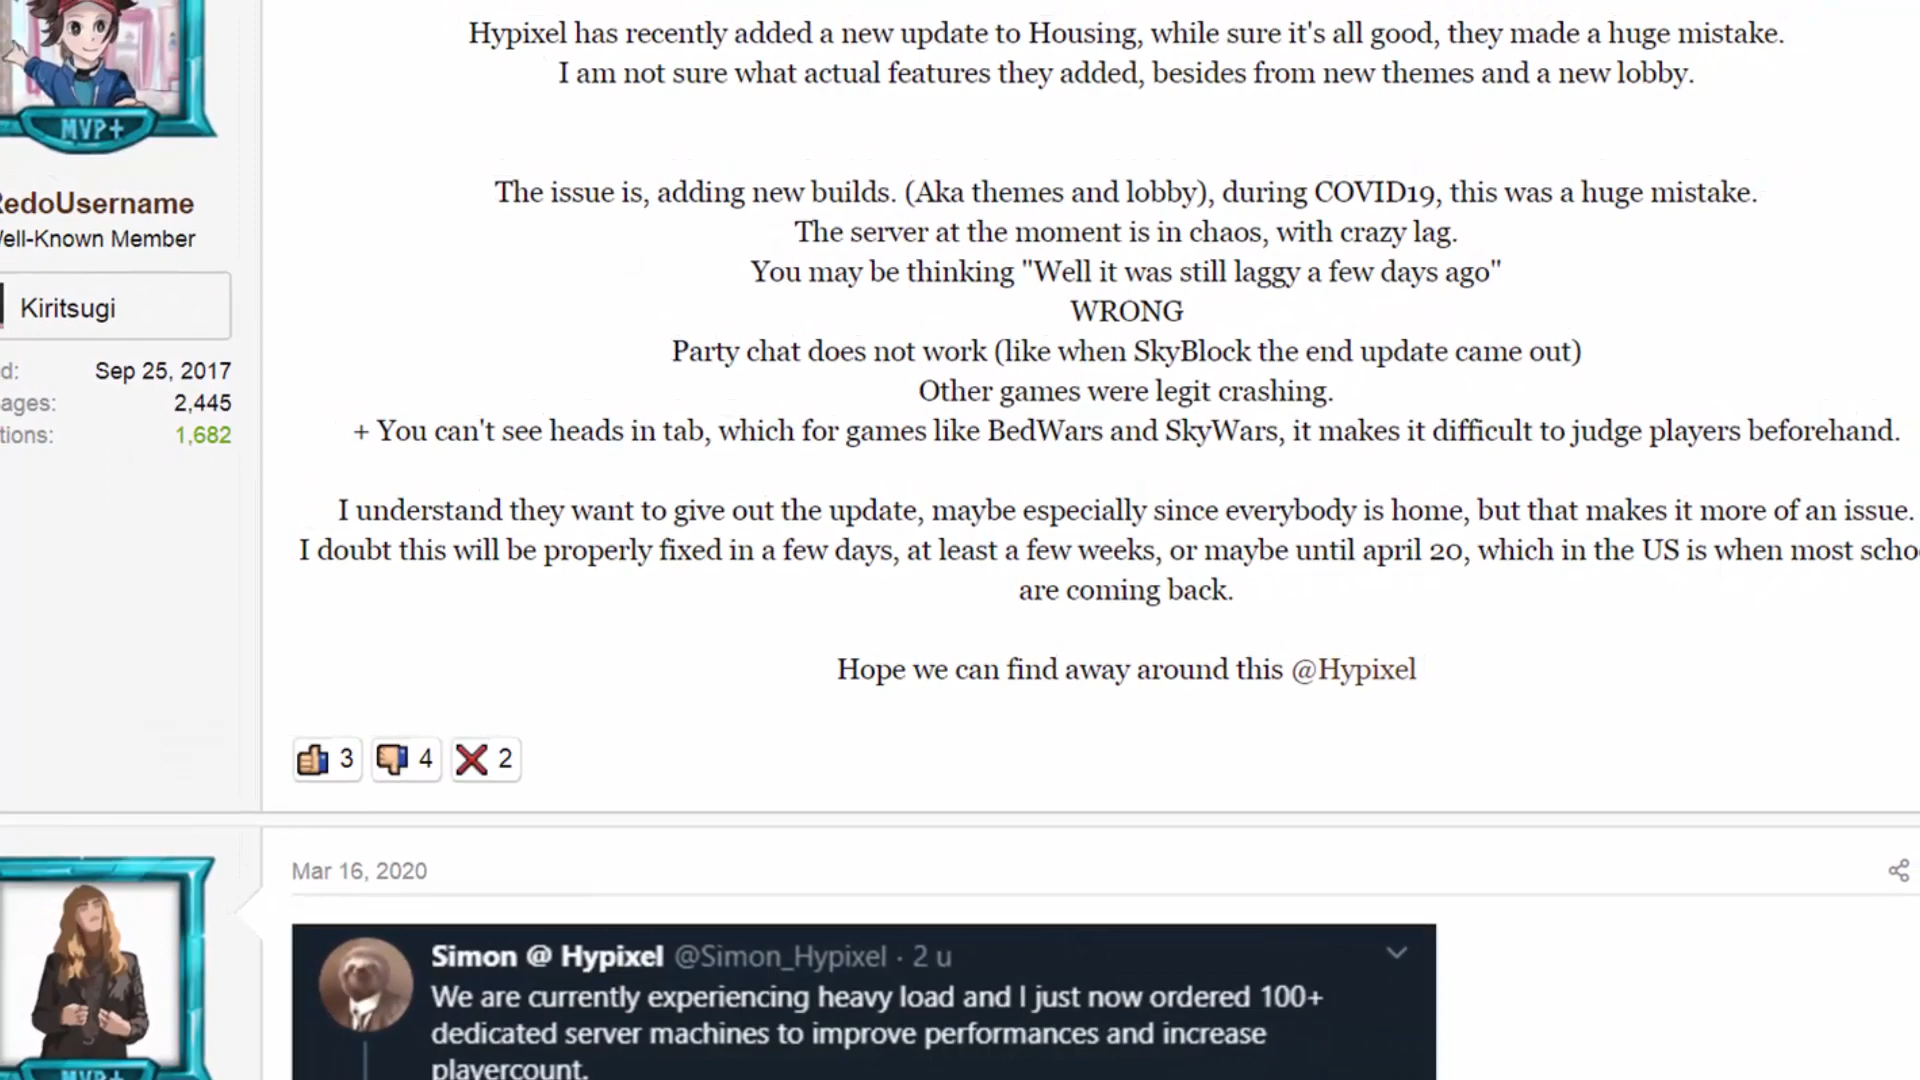 Hypixel has recently added a new update to Housing, while sure it's all good, they made a huge mistake.
I am not sure what actual features they added, besides from new themes and a new lobby.
MVP+
The issue is, adding new builds. (Aka themes and lobby), during COVID19, this was a huge mistake.
edoUsername
The server at the moment is in chaos, with crazy lag.
ell-Known Member
You may be thinking "Well it was still laggy a few days ago"
Kiritsugi
WRONG
Party chat does not work (like when SkyBlock the end update came out)
d: Sep 25, 2017
Other games were legit crashing.
ages: 2,445
+ You can't see heads in tab, which for games like BedWars and SkyWars, it makes it difficult to judge players beforehand.
tions: 1,682
I understand they want to give out the update, maybe especially since everybody is home, but that makes it more of an issue.
I doubt this will be properly fixed in a few days, at least a few weeks, or maybe until april 20, which in the US is when most scho
are coming back.
Hope we can find away around this @Hypixel
3 4 2
Mar 16, 2020
Simon @ Hypixel @Simon_Hypixel · 2 u
We are currently experiencing heavy load and I just now ordered 100+
dedicated server machines to improve performances and increase
playercount.
MVP+